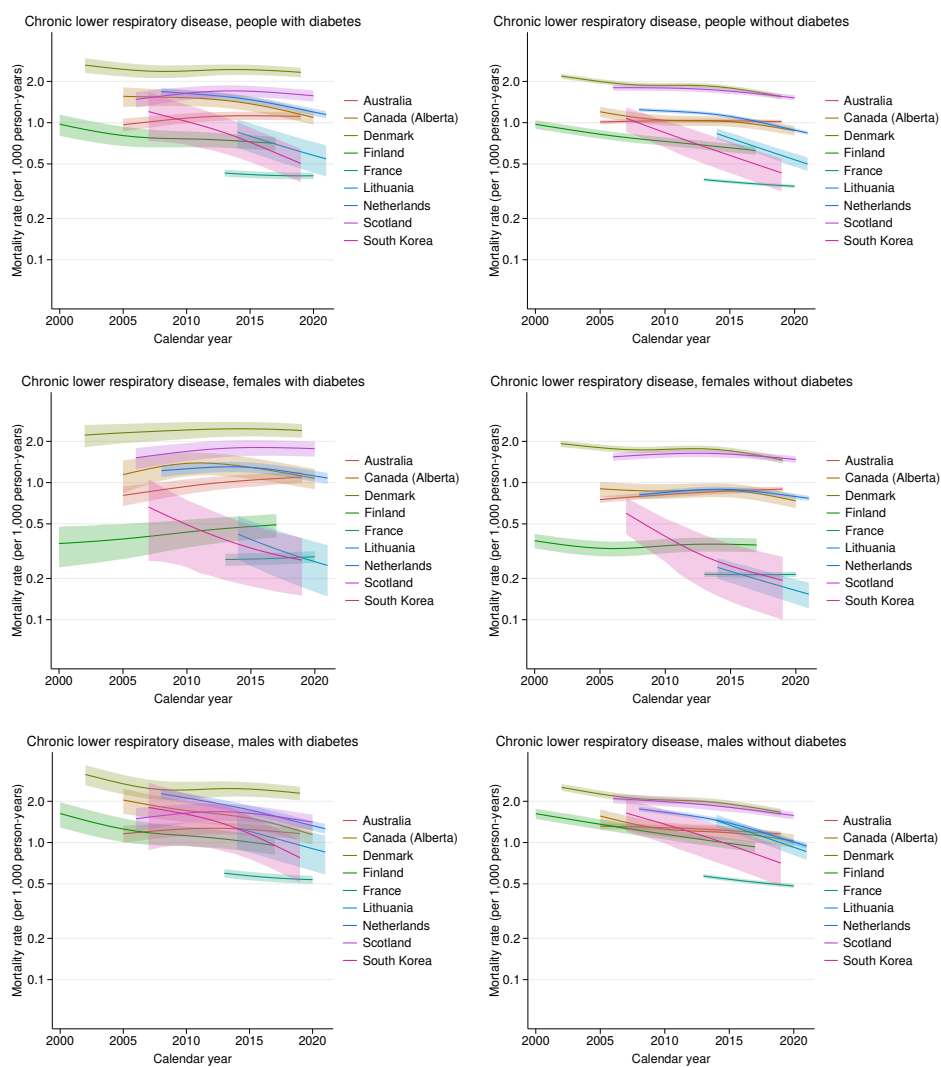 Chronic lower respiratory disease, people with diabetes
Mortality rate (per 1,000 person-years)
2.0
1.0
0.5
0.2
0.1
2000 2005 2010 2015 2020
Calendar year
Australia
Canada (Alberta)
Denmark
Finland
France
Lithuania
Netherlands
Scotland
South Korea
Chronic lower respiratory disease, people without diabetes
Mortality rate (per 1,000 person-years)
2.0
1.0
0.5
0.2
0.1
2000 2005 2010 2015 2020
Calendar year
Australia
Canada (Alberta)
Denmark
Finland
France
Lithuania
Netherlands
Scotland
South Korea
Chronic lower respiratory disease, females with diabetes
Mortality rate (per 1,000 person-years)
2.0
1.0
0.5
0.2
0.1
2000 2005 2010 2015 2020
Calendar year
Australia
Canada (Alberta)
Denmark
Finland
France
Lithuania
Netherlands
Scotland
South Korea
Chronic lower respiratory disease, females without diabetes
Mortality rate (per 1,000 person-years)
2.0
1.0
0.5
0.2
0.1
2000 2005 2010 2015 2020
Calendar year
Australia
Canada (Alberta)
Denmark
Finland
France
Lithuania
Netherlands
Scotland
South Korea
Chronic lower respiratory disease, males with diabetes
Mortality rate (per 1,000 person-years)
2.0
1.0
0.5
0.2
0.1
2000 2005 2010 2015 2020
Calendar year
Australia
Canada (Alberta)
Denmark
Finland
France
Lithuania
Netherlands
Scotland
South Korea
Chronic lower respiratory disease, males without diabetes
Mortality rate (per 1,000 person-years)
2.0
1.0
0.5
0.2
0.1
2000 2005 2010 2015 2020
Calendar year
Australia
Canada (Alberta)
Denmark
Finland
France
Lithuania
Netherlands
Scotland
South Korea